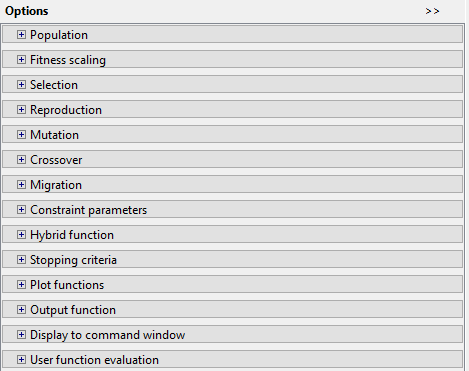 Options >>
Population
Fitness scaling
Selection
Reproduction
Mutation
Crossover
Migration
Constraint parameters
Hybrid function
Stopping criteria
Plot functions
Output function
Display to command window
User function evaluation